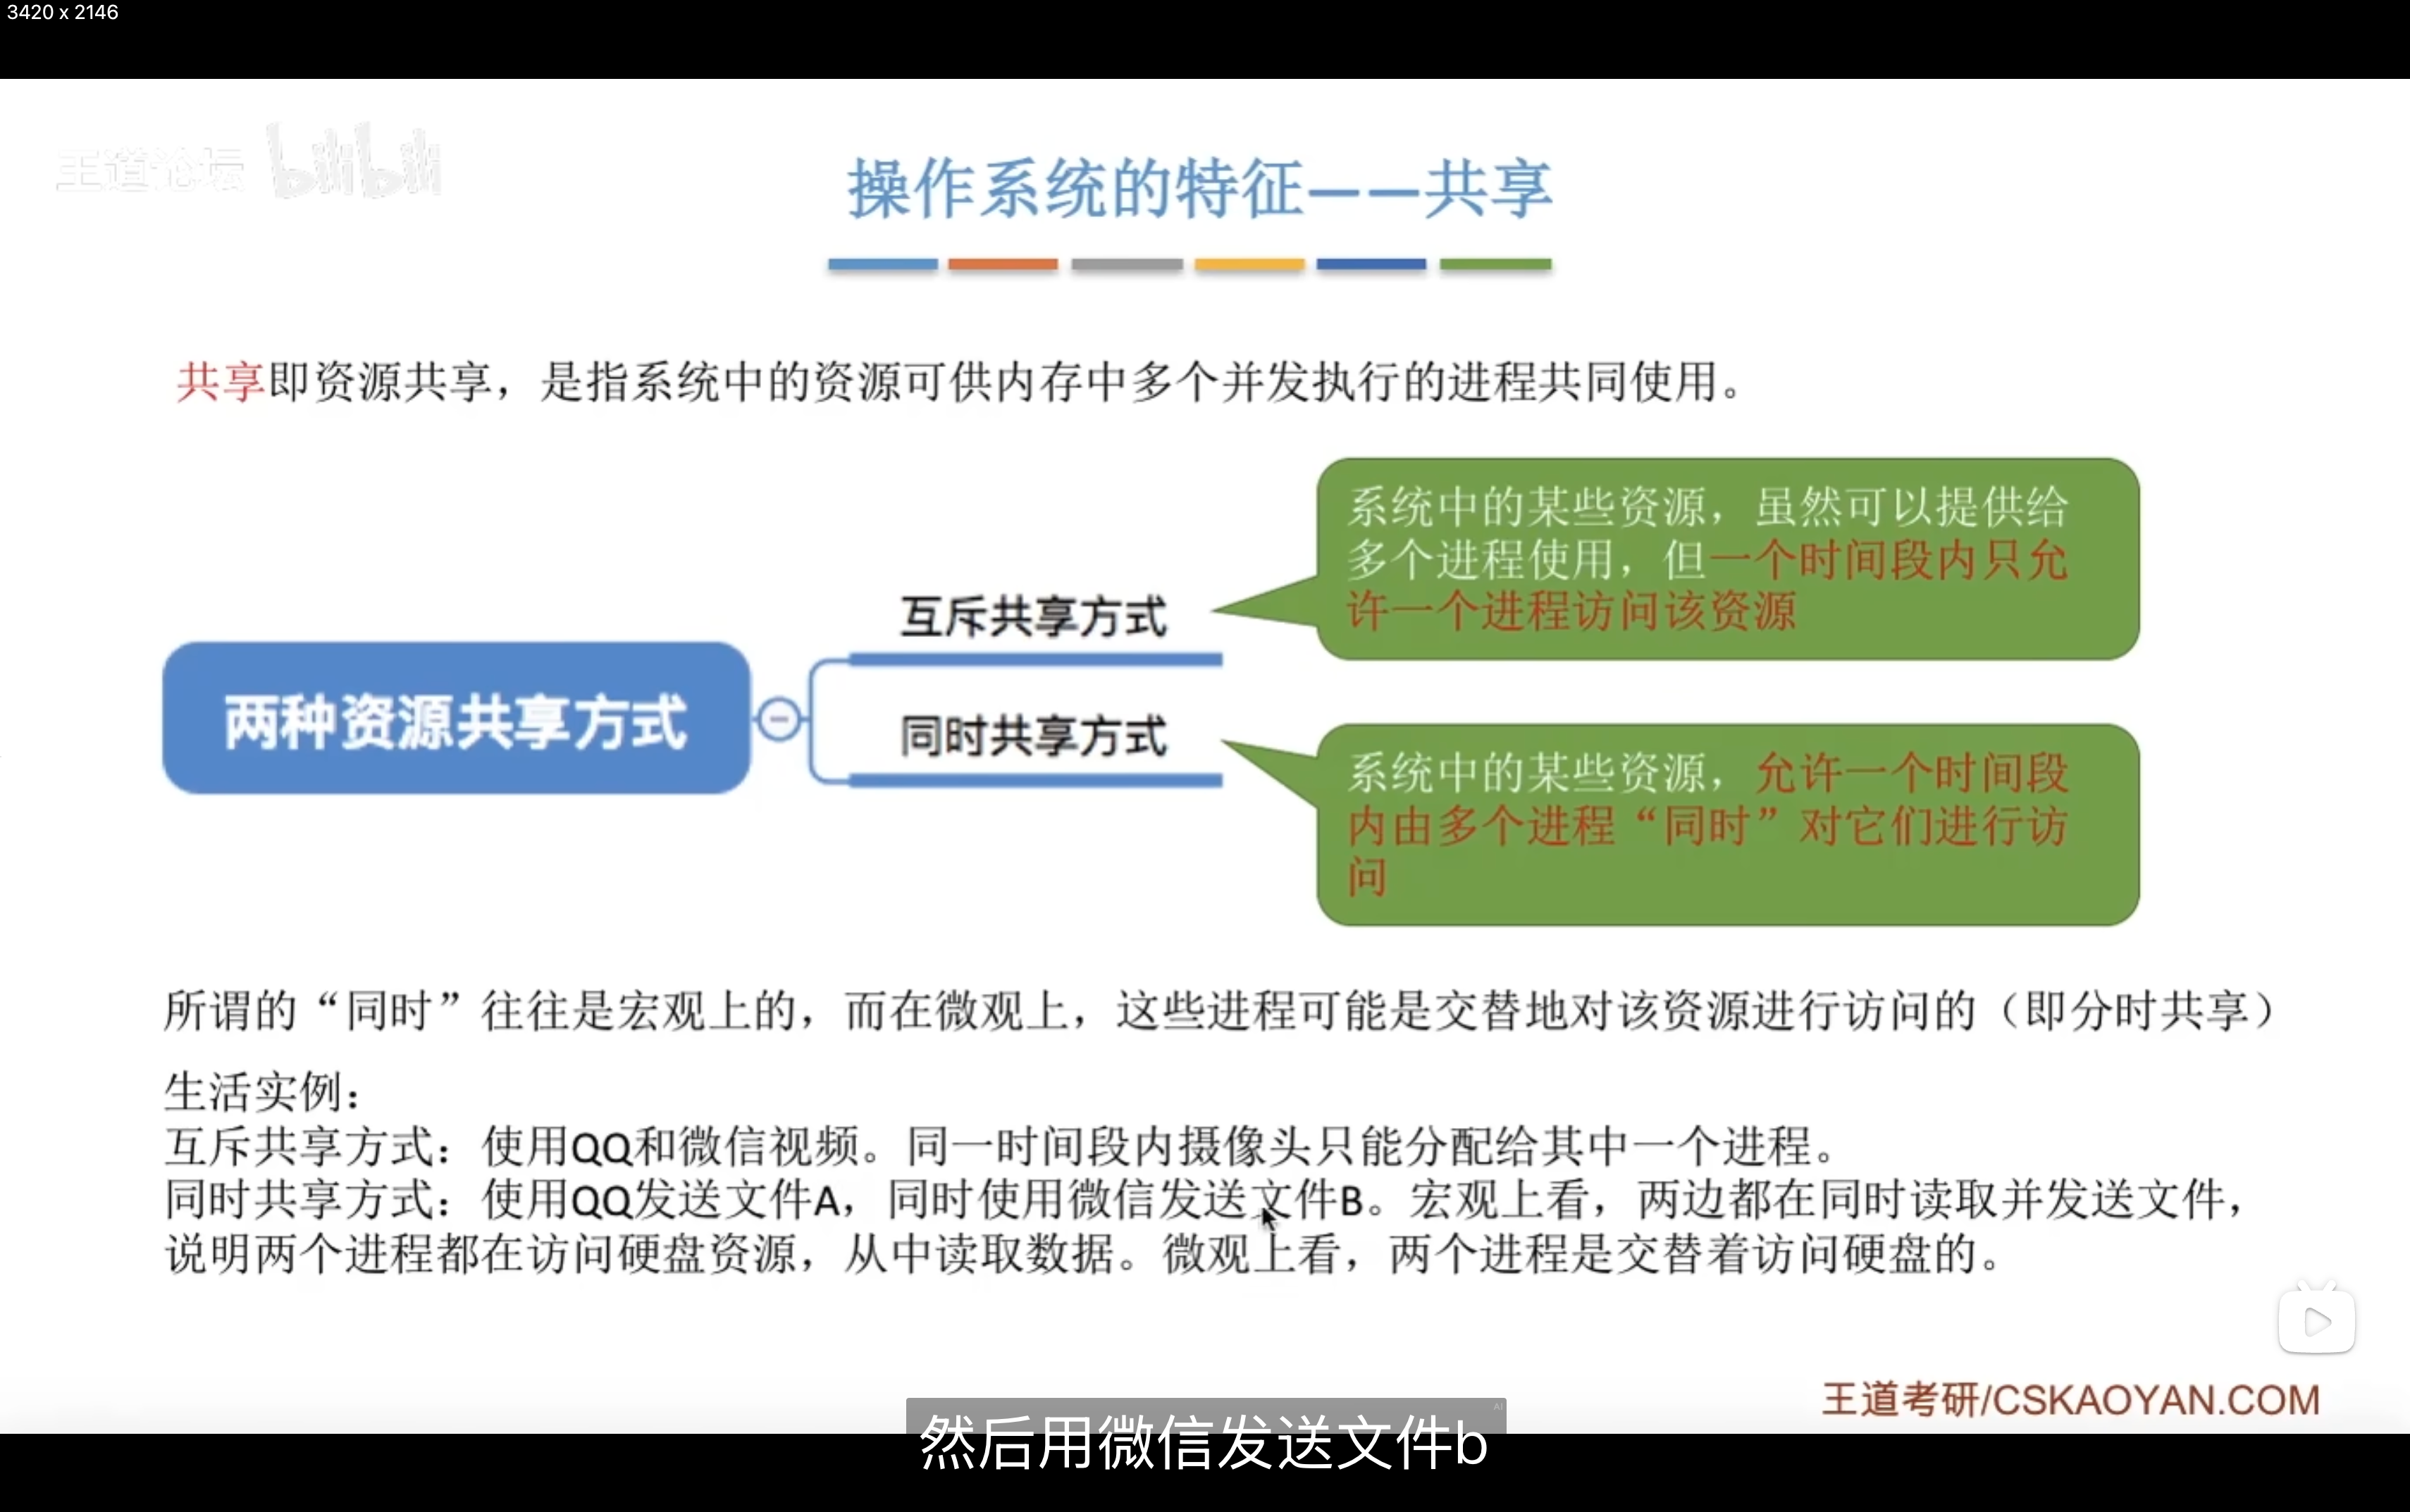 3420 x 2146
王道论坛 bilibili
操作系统的特征——共享
共享即资源共享，是指系统中的资源可供内存中多个并发执行的进程共同使用。
系统中的某些资源，虽然可以提供给
多个进程使用，但一个时间段内只允
许一个进程访问该资源
互斥共享方式
两种资源共享方式
同时共享方式
系统中的某些资源，允许一个时间段
内由多个进程“同时”对它们进行访
问
所谓的“同时”往往是宏观上的，而在微观上，这些进程可能是交替地对该资源进行访问的（即分时共享）
生活实例：
互斥共享方式：使用QQ和微信视频。同一时间段内摄像头只能分配给其中一个进程。
同时共享方式：使用QQ发送文件A，同时使用微信发送文件B。宏观上看，两边都在同时读取并发送文件，
说明两个进程都在访问硬盘资源，从中读取数据。微观上看，两个进程是交替着访问硬盘的。
王道考研/CSKAOYAN.COM
AI
然后用微信发送文件b